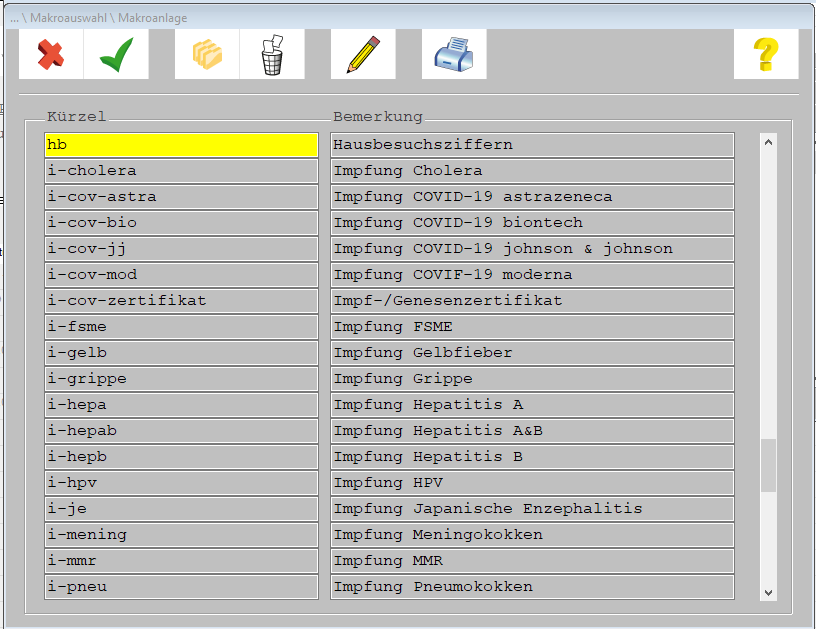 ... \ Makroauswahl \ Makroanlage
Kürzel Bemerkung
hb Hausbesuchsziffern
i-cholera Impfung Cholera
i-cov-astra Impfung COVID-19 astrazeneca
i-cov-bio Impfung COVID-19 biontech
i-cov-jj Impfung COVID-19 johnson & johnson
i-cov-mod Impfung COVIF-19 moderna
i-cov-zertifikat Impf-/Genesenzertifikat
i-fsme Impfung FSME
i-gelb Impfung Gelbfieber
i-grippe Impfung Grippe
i-hepa Impfung Hepatitis A
i-hepab Impfung Hepatitis A&B
i-hepb Impfung Hepatitis B
i-hpv Impfung HPV
i-je Impfung Japanische Enzephalitis
i-mening Impfung Meningokokken
i-mmr Impfung MMR
i-pneu Impfung Pneumokokken